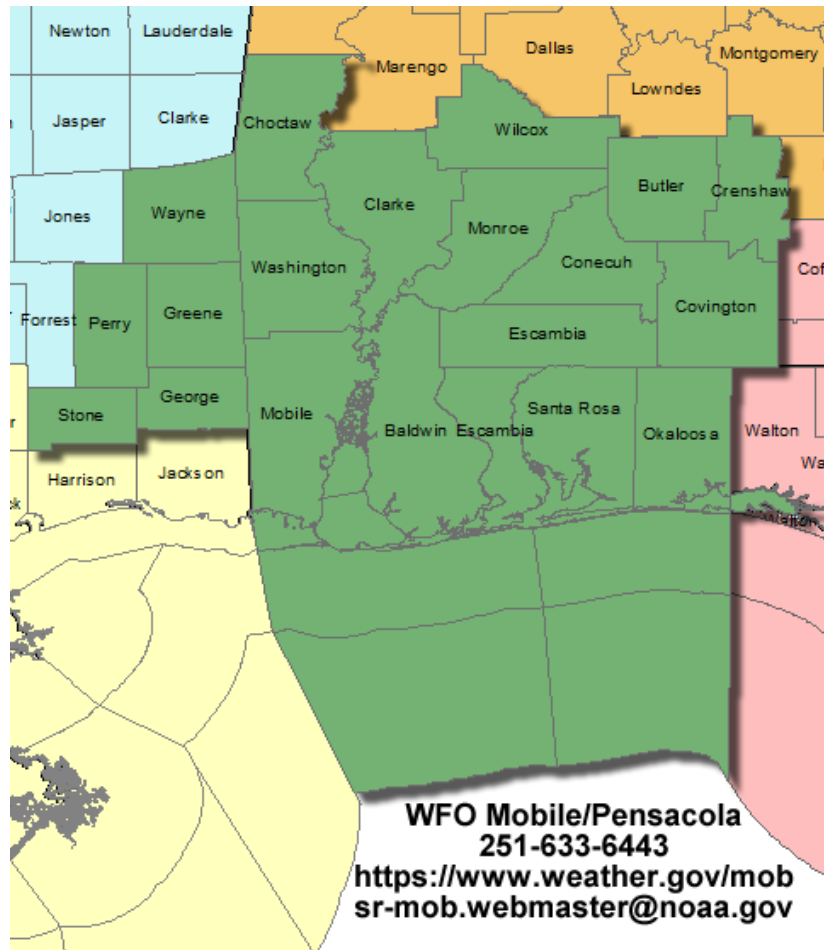 Newton
Lauderdale
Dallas
Montgomery
Marengo
Lowndes
Jasper
Clarke
Choctaw
Wilcox
Butler
Crenshaw
Jones
Wayne
Clarke
Monroe
Washington
Conecuh
Cof
Forrest
Perry
Greene
Covington
Escambia
Stone
George
Mobile
Baldwin
Escambia
Santa Rosa
Okaloosa
Walton
Wa
Harrison
Jackson
WFO Mobile/Pensacola
251-633-6443
https://www.weather.gov/mob
sr-mob.webmaster@noaa.gov